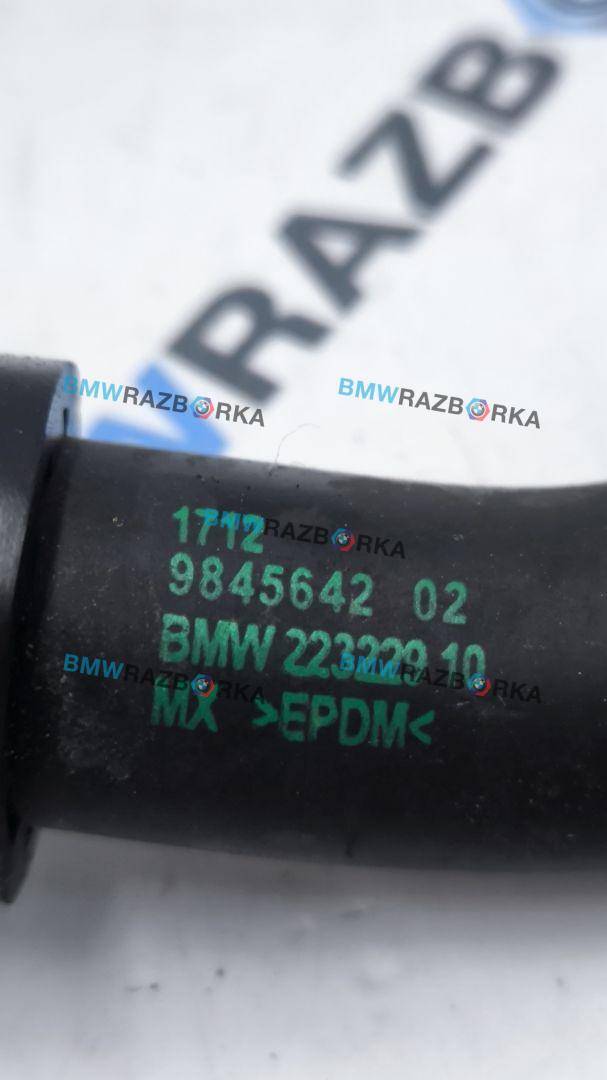 RAZB
BMWRAZBORKA
BMWRAZBORKA
1712
BMWRAZBORKA
9845642 02
BMW 223229 10
BMWRAZBORKA
BMWRAZBORKA
MX >EPDM<